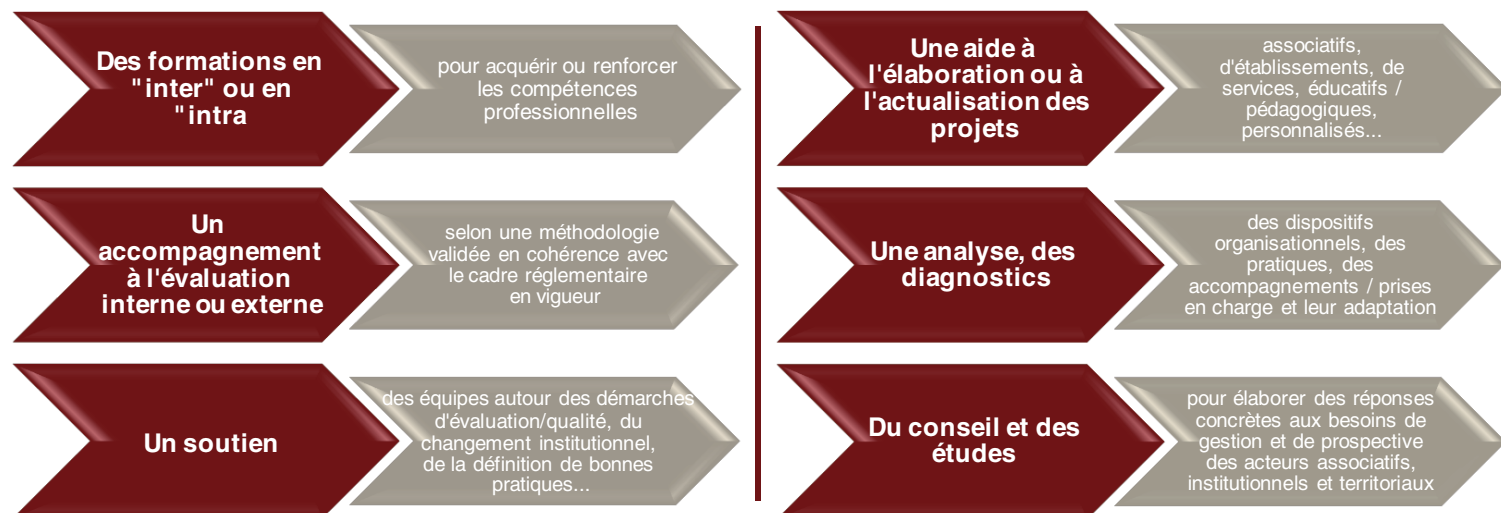 Des formations en
"inter" ou en
"intra
pour acquérir ou renforcer
les compétences
professionnelles
Un
accompagnement
à l'évaluation
interne ou externe
selon une méthodologie
validée en cohérence avec
le cadre réglementaire
en vigueur
Un soutien
des équipes autour des démarches
d'évaluation/qualité, du
changement institutionnel,
de la définition de bonnes
pratiques...
Une aide à
l'élaboration ou à
l'actualisation des
projets
associatifs,
d'établissements, de
services, éducatifs /
pédagogiques,
personnalisés...
Une analyse, des
diagnostics
des dispositifs
organisationnels, des
pratiques, des
accompagnements / prises
en charge et leur adaptation
Du conseil et des
études
pour élaborer des réponses
concrètes aux besoins de
gestion et de prospective
des acteurs associatifs,
institutionnels et territoriaux